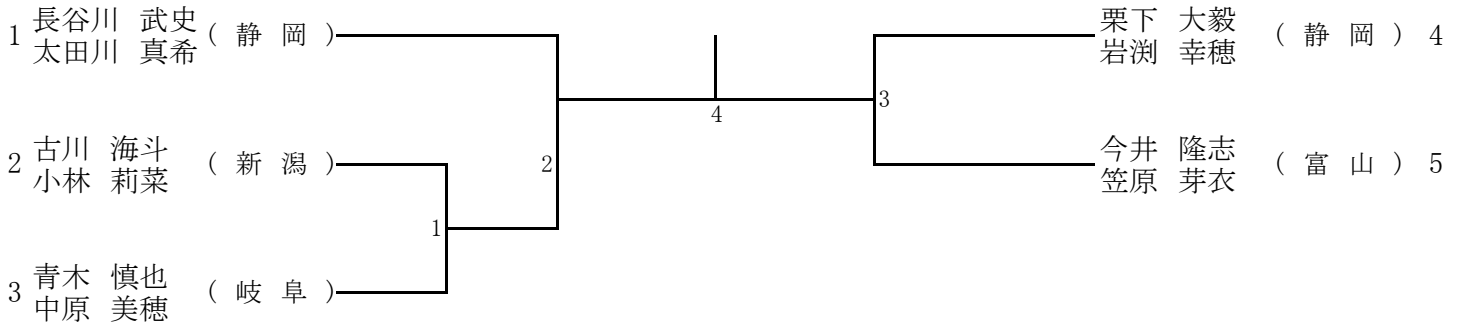 1 長谷川 武史 太田川 真希 ( 静 岡 )
2 古川 海斗 小林 莉菜 ( 新 潟 )
3 青木 慎也 中原 美穂 ( 岐 阜 )
1
2
4
3
栗下 大毅 岩渕 幸穂 ( 静 岡 ) 4
今井 隆志 笠原 芽衣 ( 富 山 ) 5